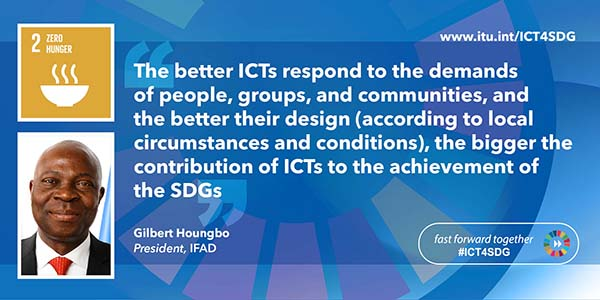 www.itu.int/ICT4SDG
2 ZERO
HUNGER
“
The better ICTs respond to the demands
of people, groups, and communities, and
the better their design (according to local
circumstances and conditions), the bigger the
contribution of ICTs to the achievement of
the SDGs
”
Gilbert Houngbo
President, IFAD
fast forward together
#ICT4SDG